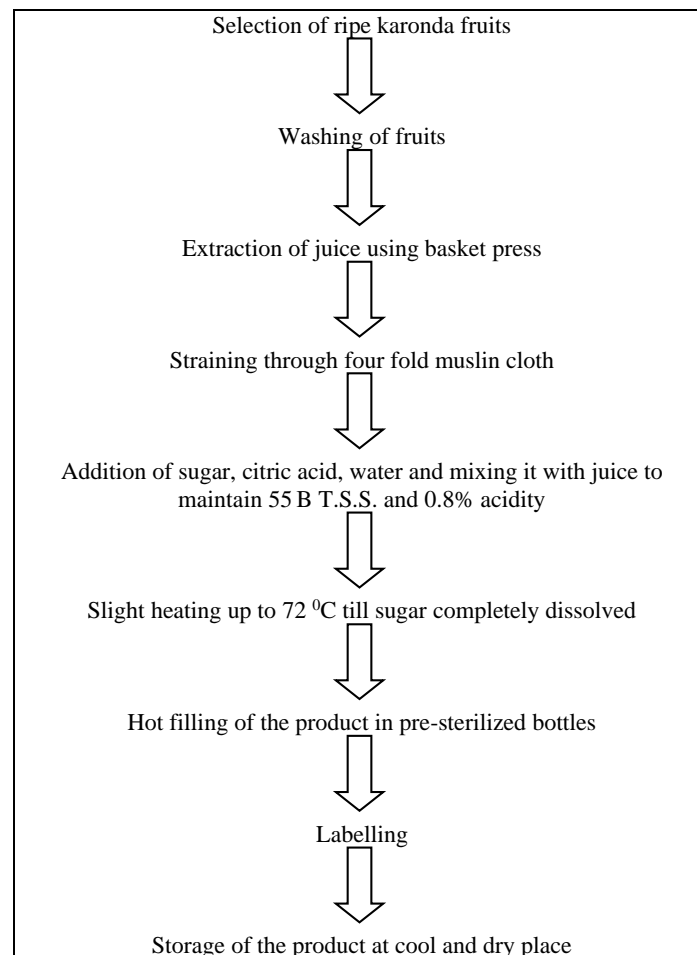 Selection of ripe karonda fruits
Washing of fruits
Extraction of juice using basket press
Straining through four fold muslin cloth
Addition of sugar, citric acid, water and mixing it with juice to
maintain 55 B T.S.S. and 0.8% acidity
Slight heating up to 72 ⁰C till sugar completely dissolved
Hot filling of the product in pre-sterilized bottles
Labelling
Storage of the product at cool and dry place